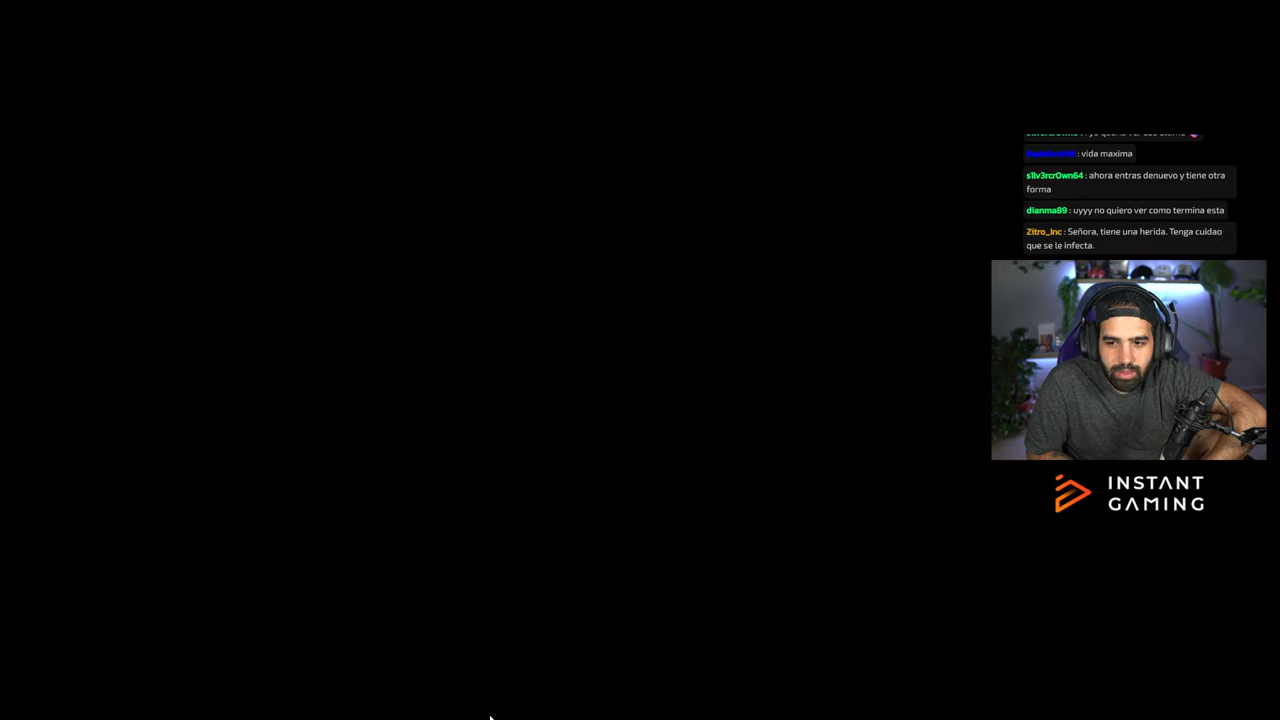 : vida maxima
s1lv3rcr0wn64 : ahora entras denuevo y tiene otra
forma
dianma89 : uyyy no quiero ver como termina esta
Zitro_Inc : Señora, tiene una herida. Tenga cuidao
que se le infecta.
INSTANT
GAMING